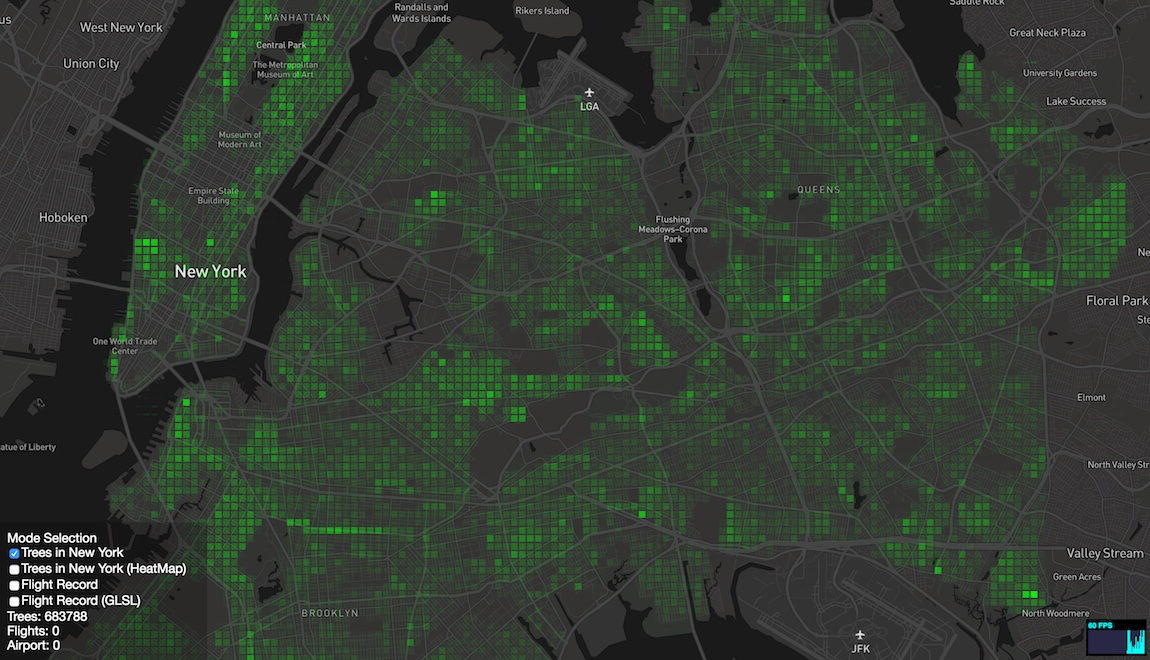 Saddle Rock
Randalls and
Wards Islands
Rikers Island
MANHATTAN
West New York
Great Neck Plaza
Central Park
Union City
The Metropolitan
Museum of Art
University Gardens
LGA
Lake Success
Museum of
Modern Art
Empire State
Building
QUEENS
Hoboken
Flushing
Meadows-Corona
Park
New York
Floral Park
One World Trade
Center
Elmont
atue of Liberty
North Valley Str
Mode Selection
Trees in New York
Trees in New York (HeatMap)
Flight Record
Flight Record (GLSL)
Trees: 683788
Flights: 0
Airport: 0
BROOKLYN
Valley Stream
Green Acres
North Woodmere
60 FPS
JFK